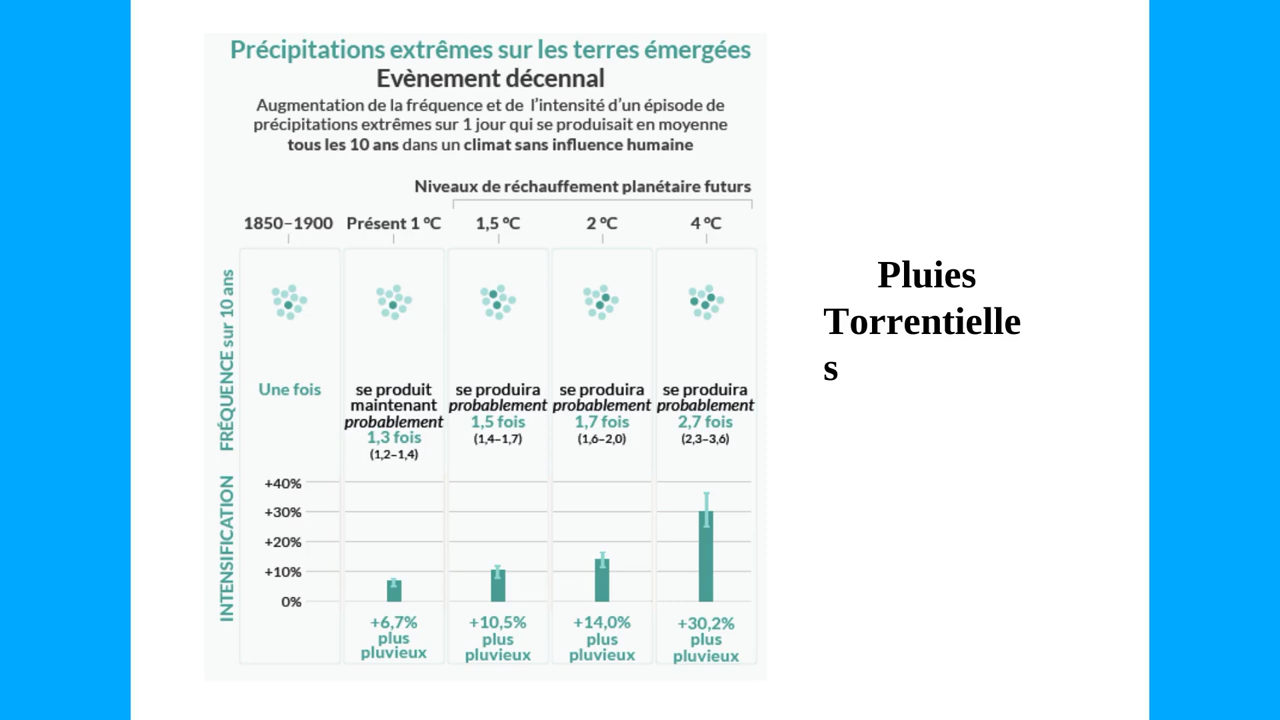 Précipitations extrêmes sur les terres émergées
Evènement décennal
Augmentation de la fréquence et de l’intensité d’un épisode de
précipitations extrêmes sur 1 jour qui se produisait en moyenne
tous les 10 ans dans un climat sans influence humaine
Niveaux de réchauffement planétaire futurs
1850–1900 Présent 1 °C 1,5 °C 2 °C 4 °C
FRÉQUENCE sur 10 ans
Une fois
se produit
maintenant
probablement
1,3 fois
(1,2–1,4)
se produira
probablement
1,5 fois
(1,4–1,7)
se produira
probablement
1,7 fois
(1,6–2,0)
se produira
probablement
2,7 fois
(2,3–3,6)
INTENSIFICATION
+40%
+30%
+20%
+10%
0%
+6,7%
plus
pluvieux
+10,5%
plus
pluvieux
+14,0%
plus
pluvieux
+30,2%
plus
pluvieux
Pluies
Torrentielle
s